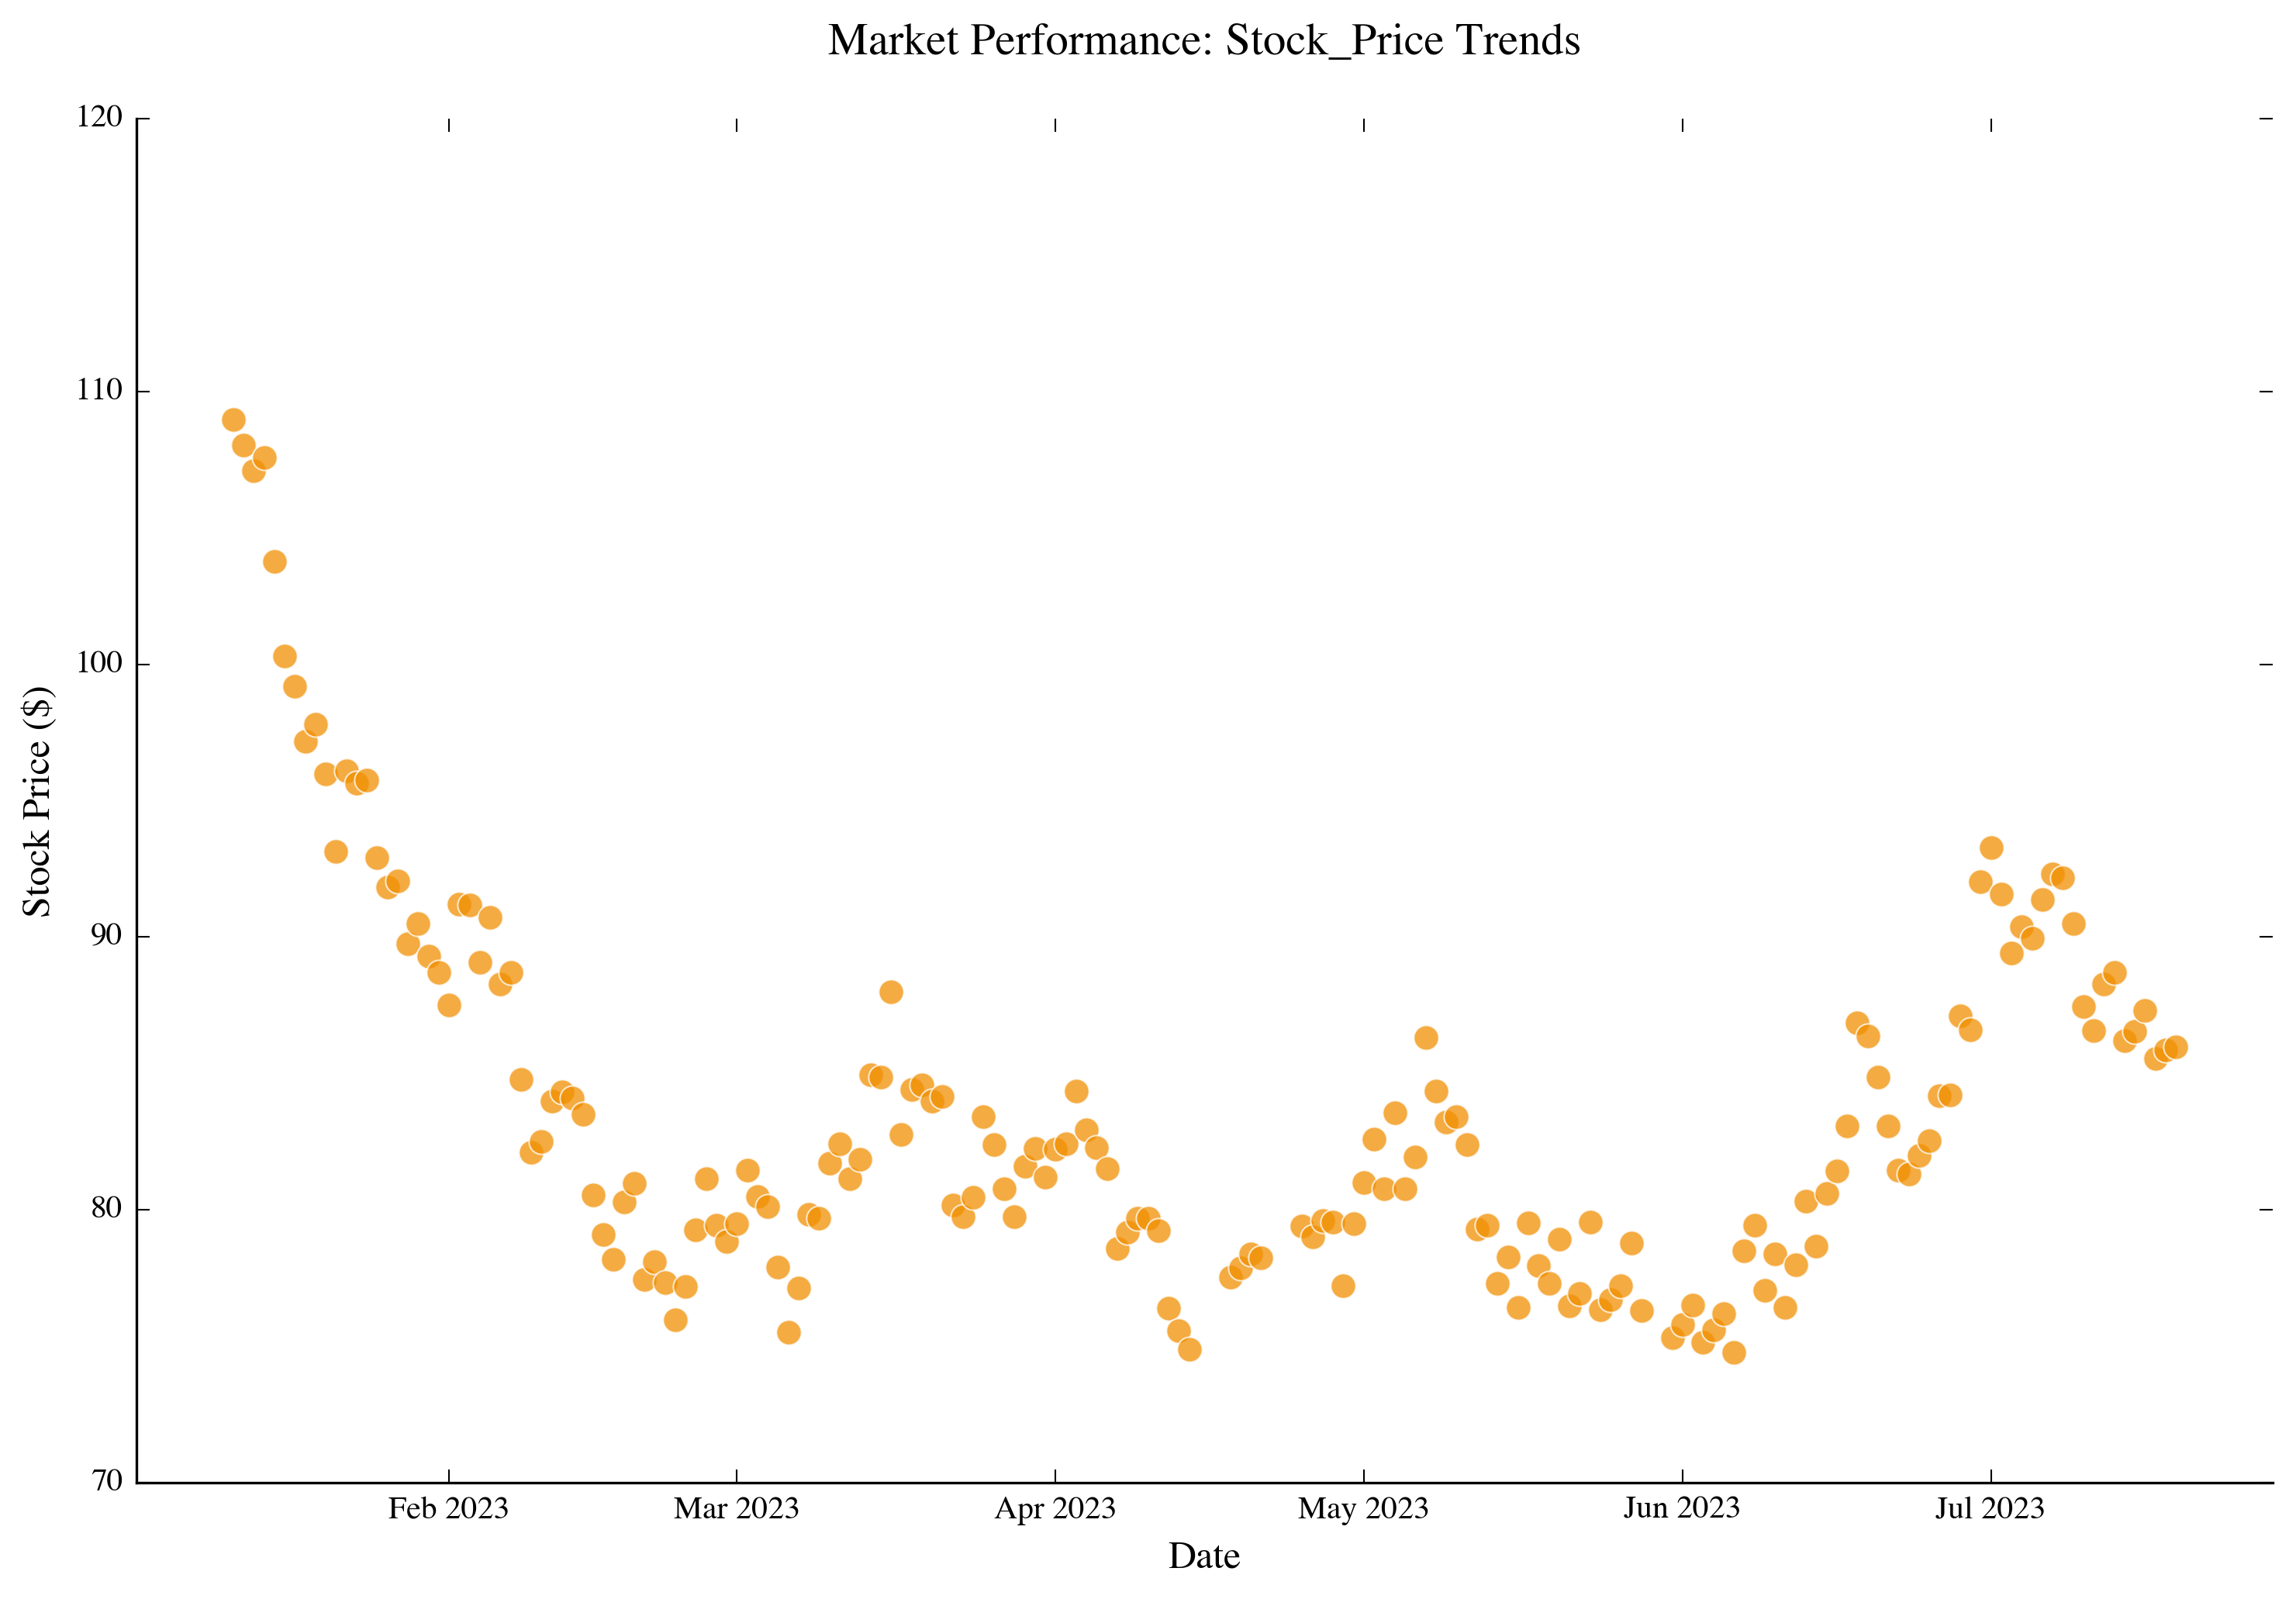 Market Performance: Stock_Price Trends
120
110
100
90
80
70
Stock Price ($)
Feb 2023
Mar 2023
Apr 2023
May 2023
Jun 2023
Jul 2023
Date